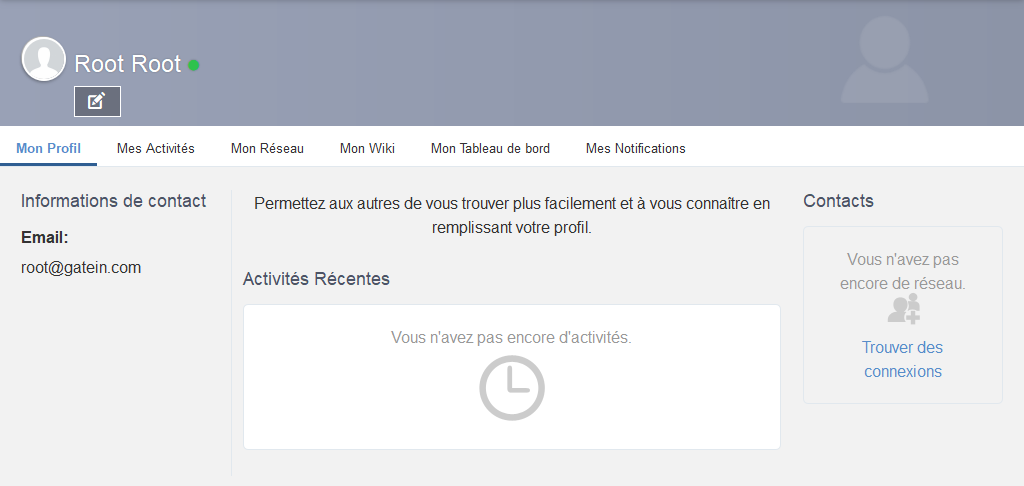 Root Root
Mon Profil
Mes Activités
Mon Réseau
Mon Wiki
Mon Tableau de bord
Mes Notifications
Informations de contact
Email:
root@gatein.com
Permettez aux autres de vous trouver plus facilement et à vous connaître en
remplissant votre profil.
Activités Récentes
Vous n'avez pas encore d'activités.
Contacts
Vous n'avez pas
encore de réseau.
Trouver des
connexions